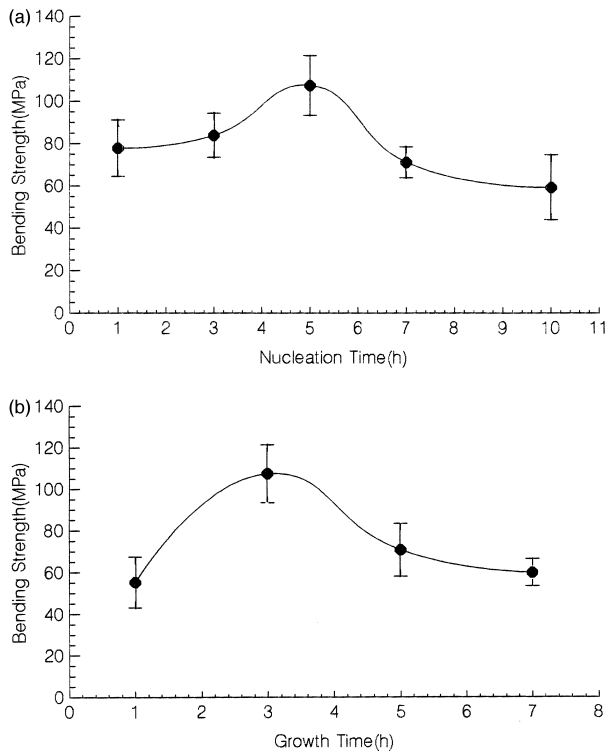 (a)
140
120
100
80
60
40
20
0
Bending Strength(MPa)
0 1 2 3 4 5 6 7 8 9 10 11
Nucleation Time(h)
(b)
140
120
100
80
60
40
20
0
Bending Strength(MPa)
0 1 2 3 4 5 6 7 8
Growth Time(h)